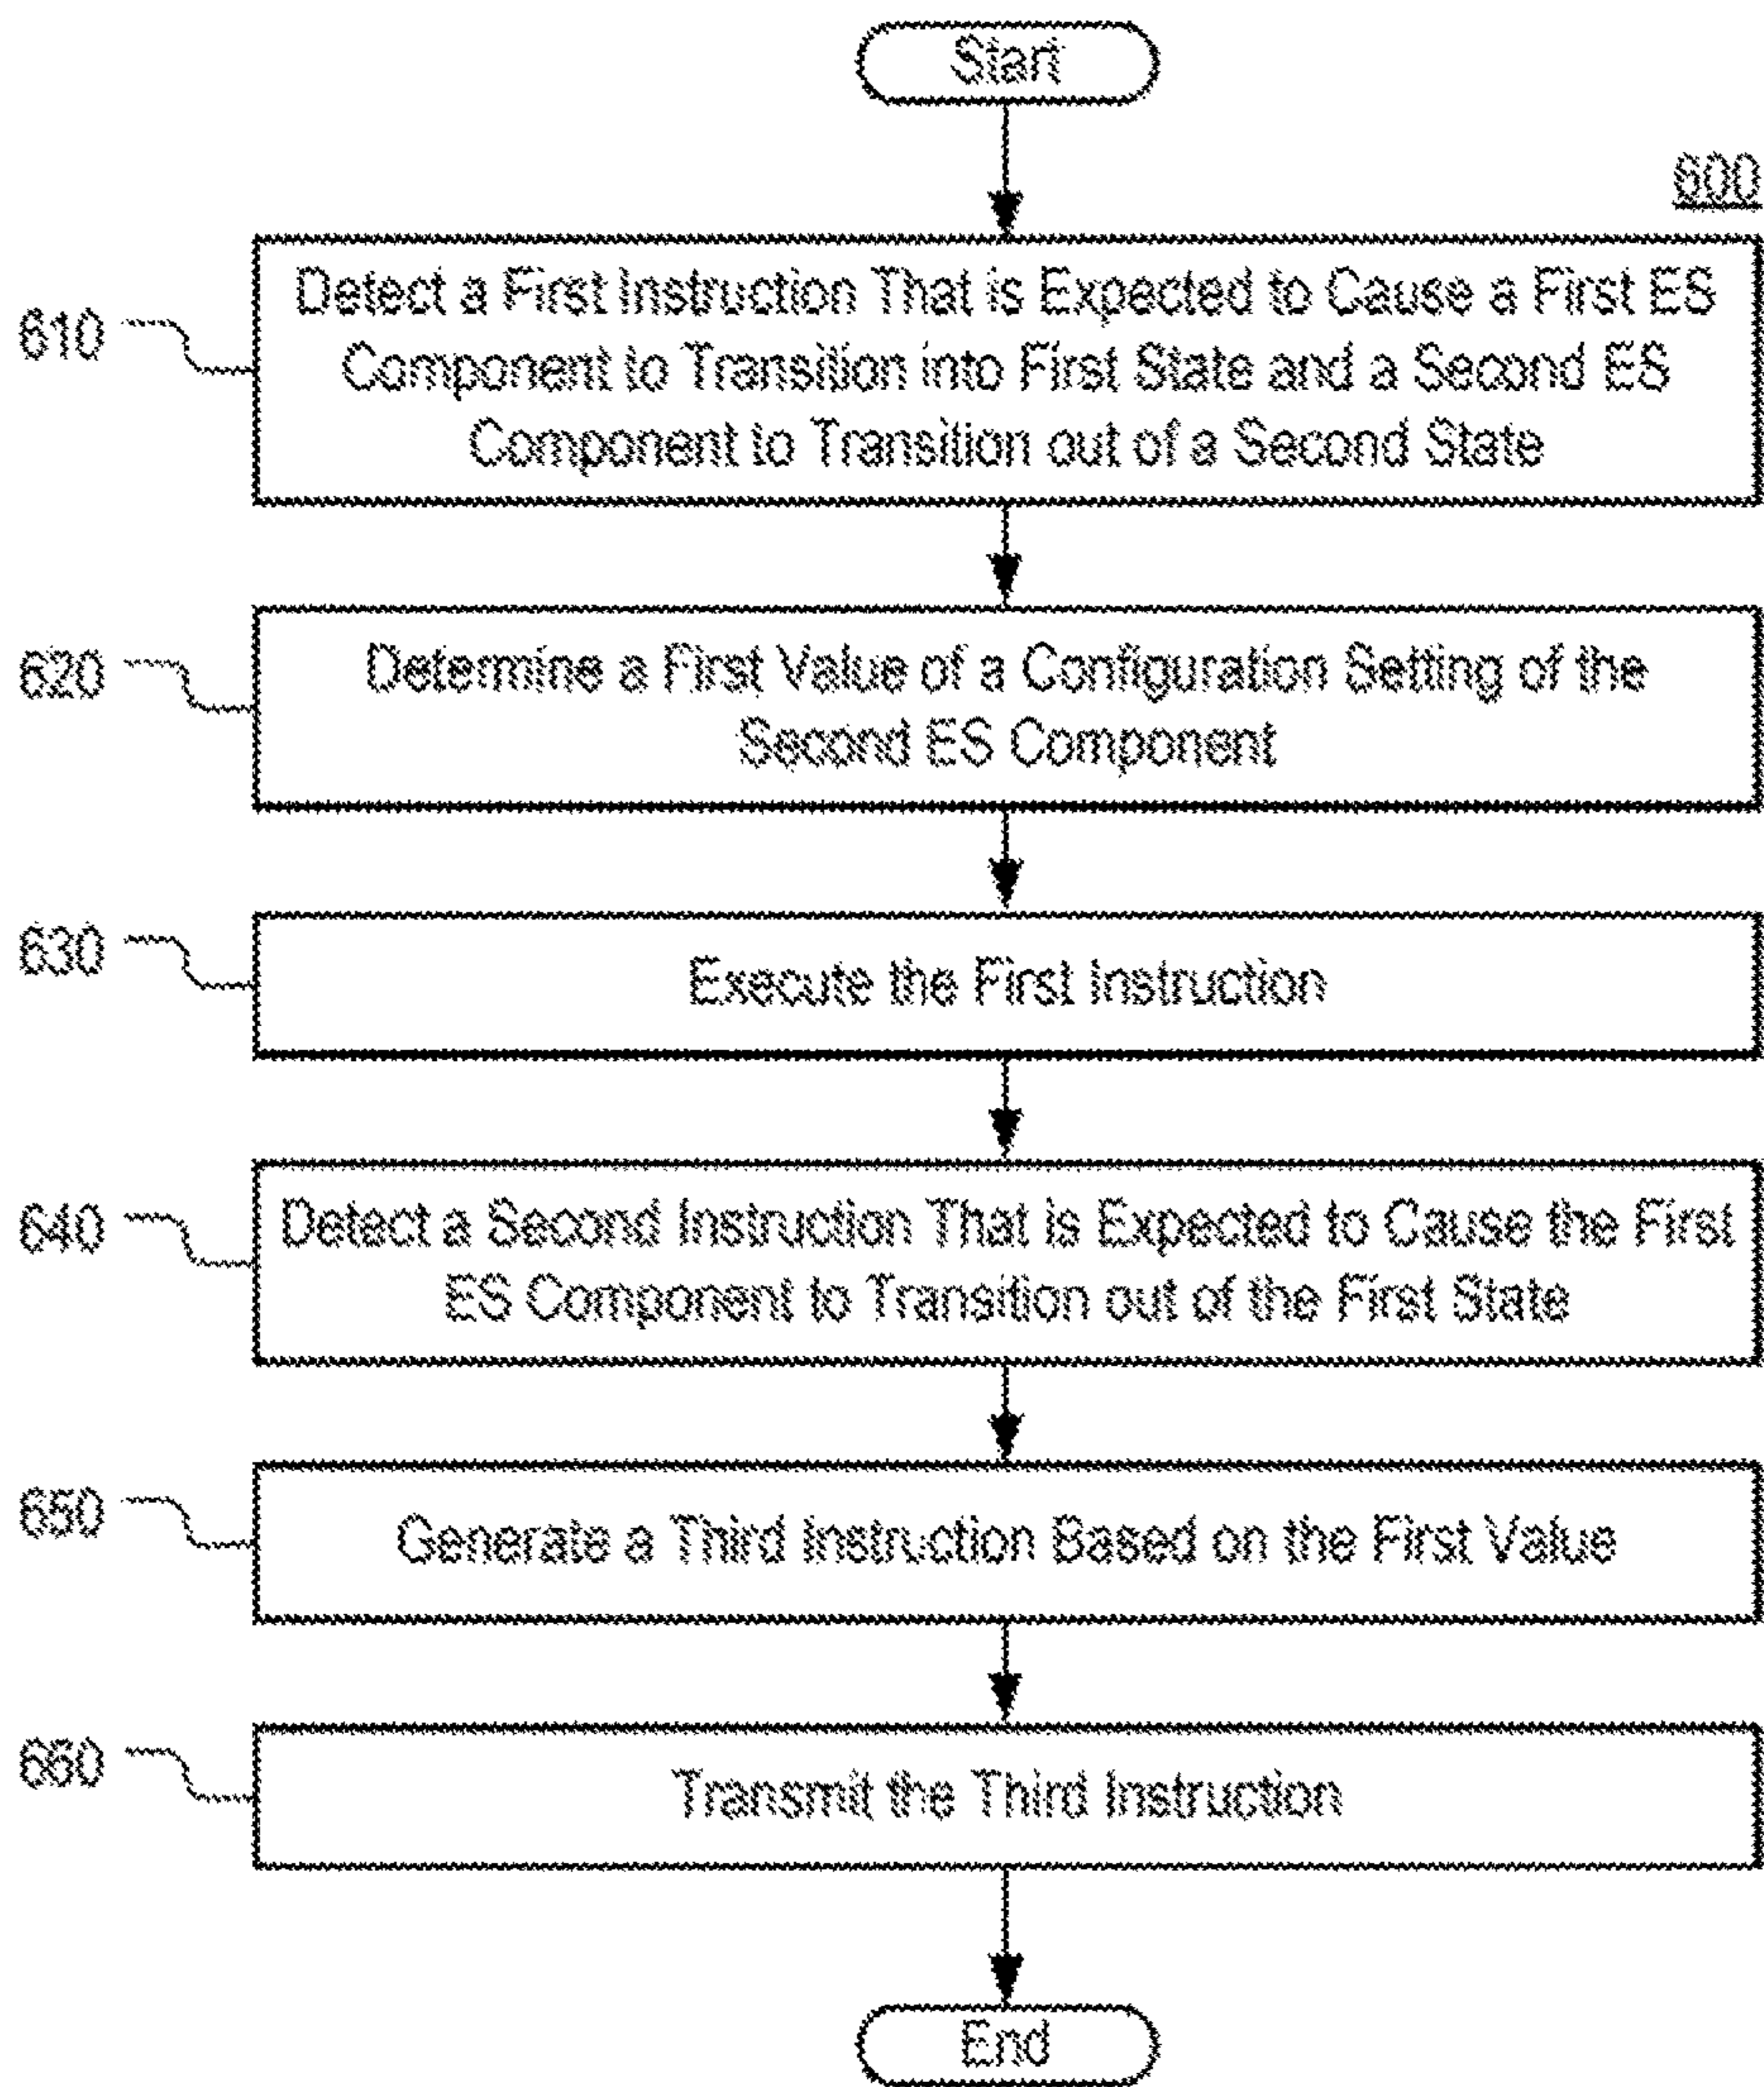 Start
600
610
Detect a First Instruction That is Expected to Cause a First ES
Component to Transition into First State and a Second ES
Component to Transition out of a Second State
620
Determine a First Value of a Configuration Setting of the
Second ES Component
630
Execute the First Instruction
640
Detect a Second Instruction That is Expected to Cause the First
ES Component to Transition out of the First State
650
Generate a Third Instruction Based on the First Value
660
Transmit the Third Instruction
End